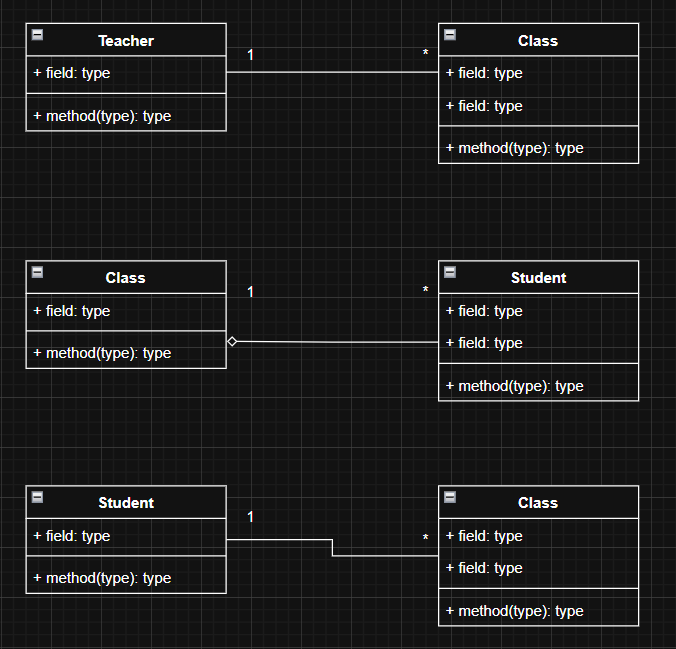 Teacher
+ field: type
+ method(type): type
1
*
Class
+ field: type
+ field: type
+ method(type): type
Class
+ field: type
+ method(type): type
1
*
Student
+ field: type
+ field: type
+ method(type): type
Student
+ field: type
+ method(type): type
1
*
Class
+ field: type
+ field: type
+ method(type): type